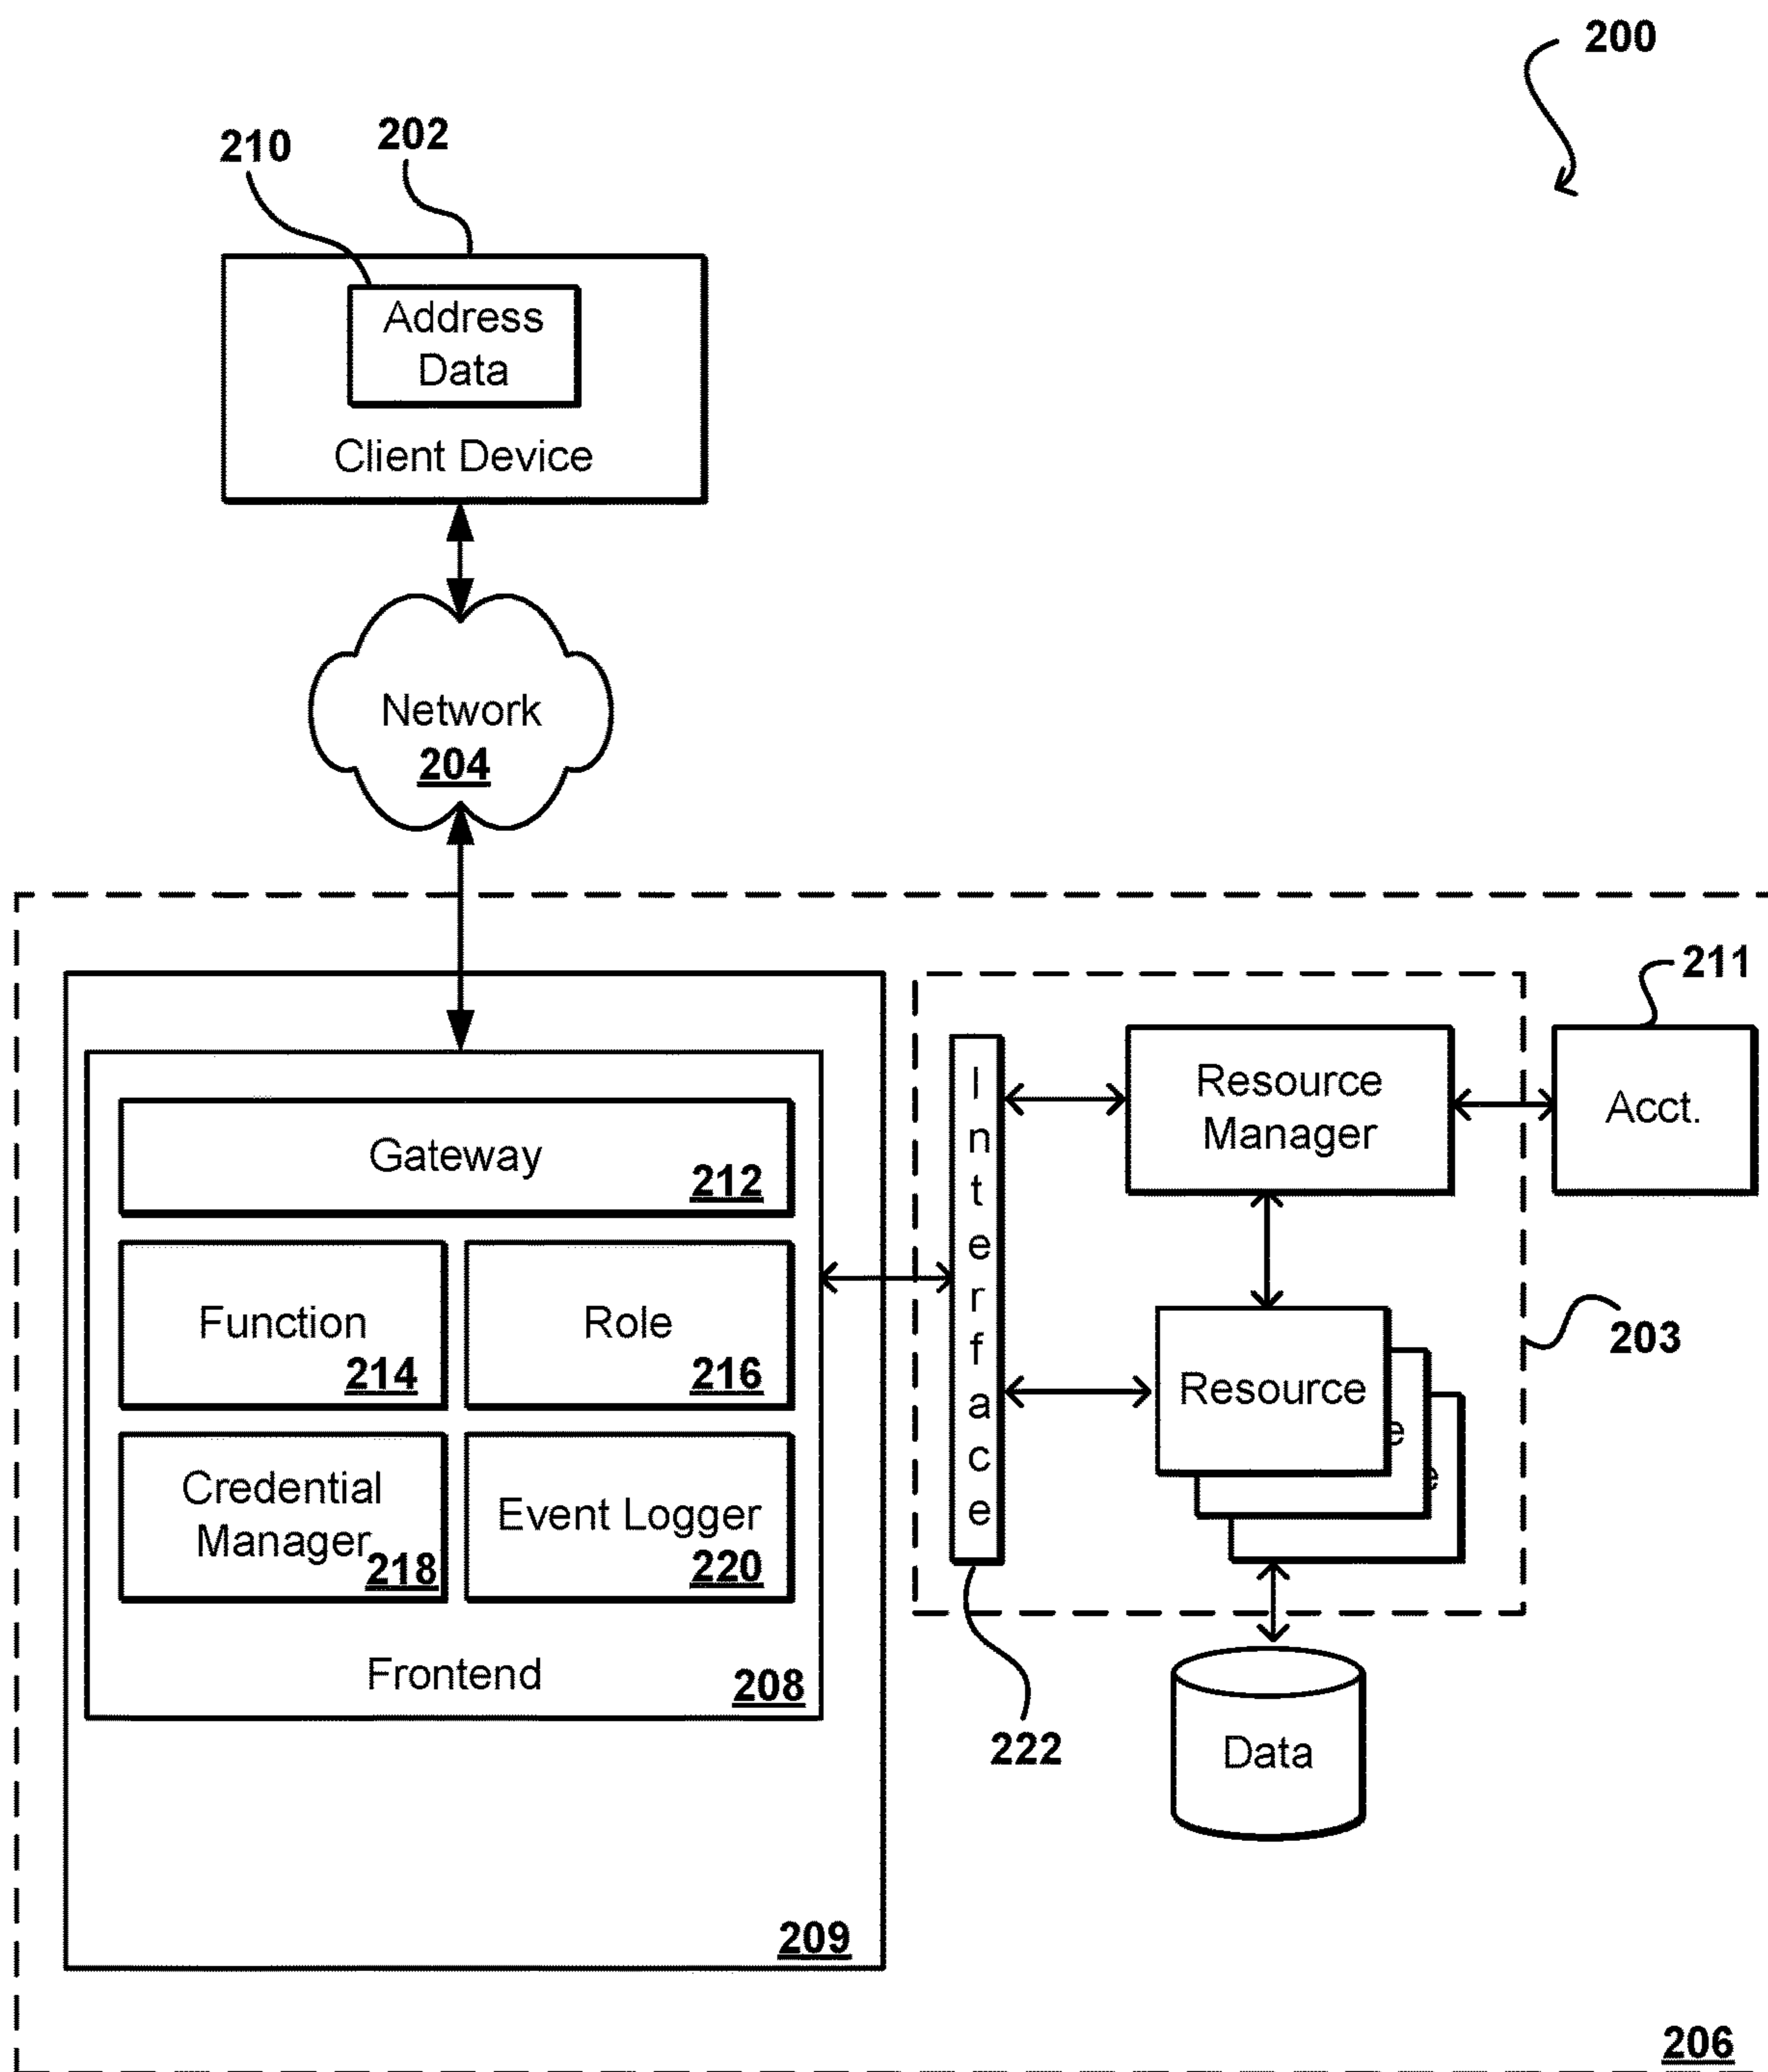 200
210
202
Address
Data
Client Device
Network
204
211
Interface
Resource
Manager
Acct.
Gateway
212
Function
214
Role
216
203
Resource
e
e
Credential
Manager
218
Event Logger
220
Frontend
208
222
Data
209
206